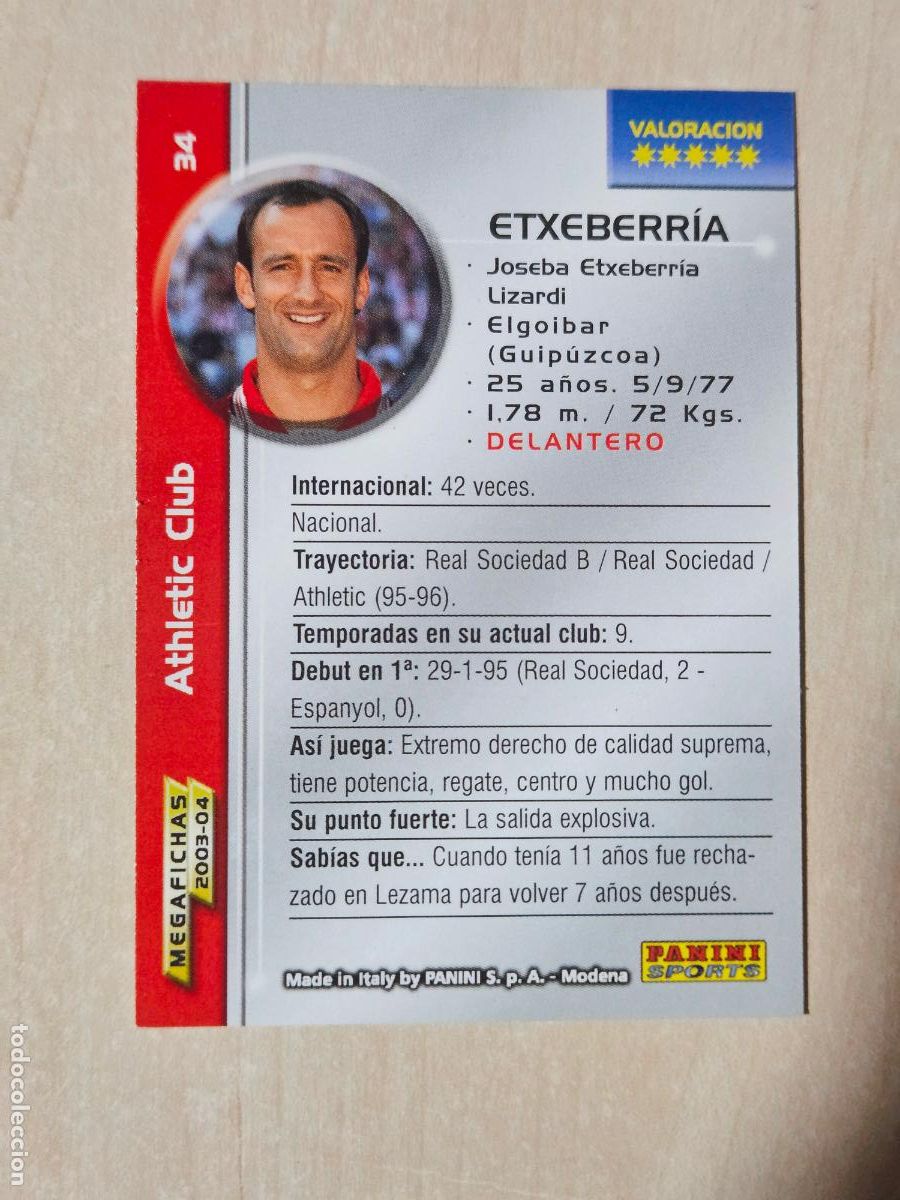 34
VALORACION
ETXEBERRÍA
· Joseba Etxeberría
Lizardi
· Elgoibar
(Guipúzcoa)
· 25 años. 5/9/77
· 1,78 m. / 72 Kgs.
· DELANTERO
Athletic Club
Internacional: 42 veces.
Nacional.
Trayectoria: Real Sociedad B / Real Sociedad /
Athletic (95-96).
Temporadas en su actual club: 9.
Debut en 1ª: 29-1-95 (Real Sociedad, 2 -
Espanyol, 0).
Así juega: Extremo derecho de calidad suprema,
tiene potencia, regate, centro y mucho gol.
Su punto fuerte: La salida explosiva.
Sabías que... Cuando tenía 11 años fue recha-
zado en Lezama para volver 7 años después.
MEGAFICHAS
2003-04
Made in Italy by PANINI S. p. A. - Modena
PANINI
SPORTS
todocoleccion